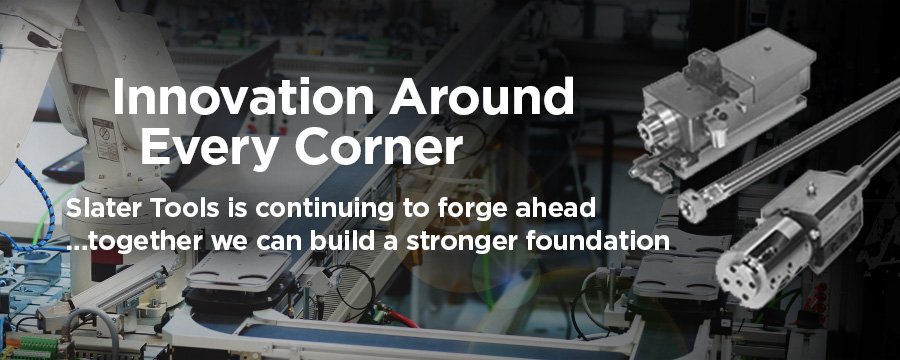 Innovation Around
Every Corner
Slater Tools is continuing to forge ahead
...together we can build a stronger foundation